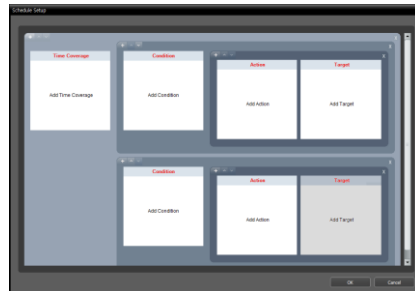 Schedule Setup
Time Coverage
Add Time Coverage
Condition
Add Condition
Action
Add Action
Target
Add Target
Condition
Add Condition
Action
Add Action
Target
Add Target
OK
Cancel